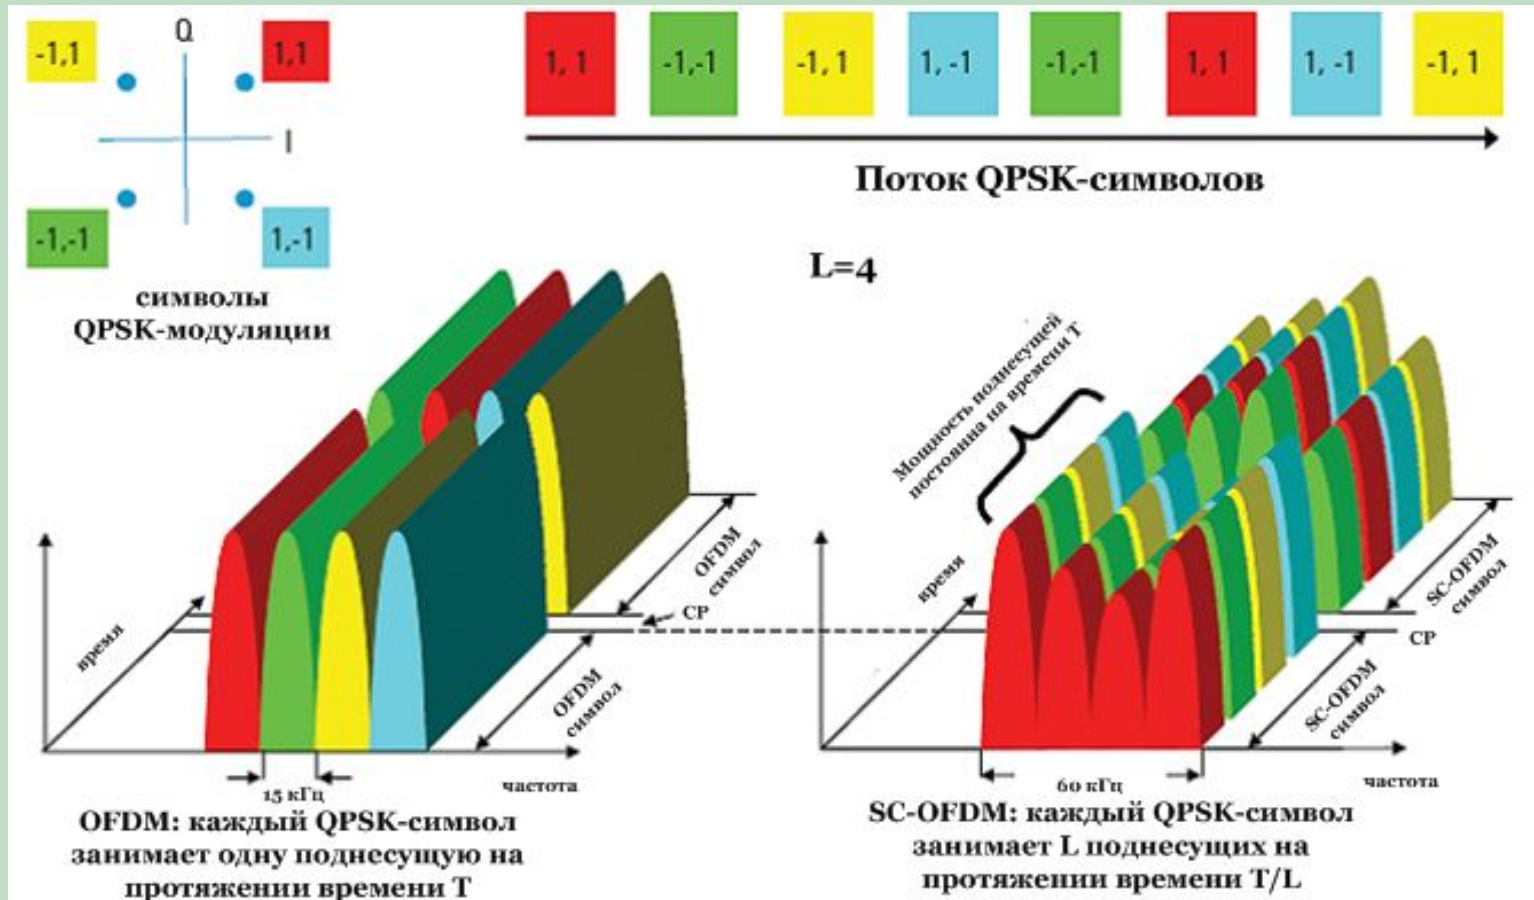 Q
-1,1
1,1
I
-1,-1
1,-1
символы
QPSK-модуляции
1, 1
-1,-1
-1, 1
1, -1
-1,-1
1, 1
1, -1
-1, 1
Поток QPSK-символов
L=4
время
OFDM
символ
CP
OFDM
символ
15 кГц
частота
OFDM: каждый QPSK-символ
занимает одну поднесущую на
протяжении времени T
Мощность поднесущей
постоянна на времени T
время
SC-OFDM
символ
CP
SC-OFDM
символ
60 кГц
частота
SC-OFDM: каждый QPSK-символ
занимает L поднесущих на
протяжении времени T/L